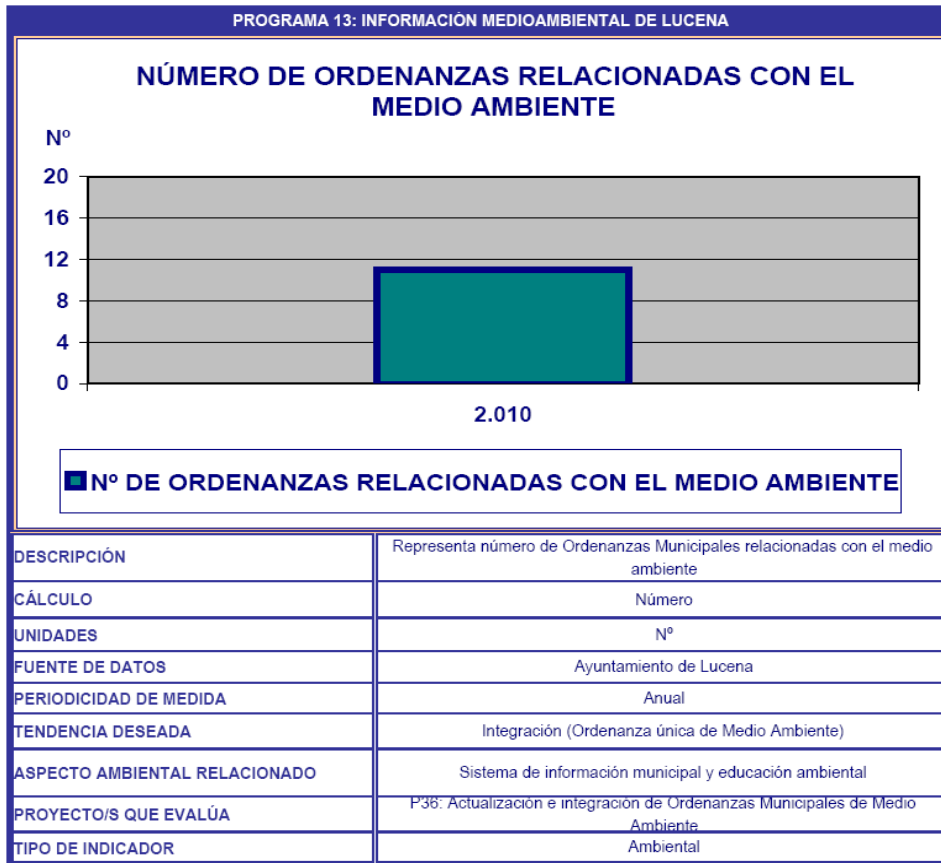 PROGRAMA 13: INFORMACIÓN MEDIOAMBIENTAL DE LUCENA
NÚMERO DE ORDENANZAS RELACIONADAS CON EL
MEDIO AMBIENTE
Nº
20
16
12
8
4
0
2.010
Nº DE ORDENANZAS RELACIONADAS CON EL MEDIO AMBIENTE
DESCRIPCIÓN
Representa número de Ordenanzas Municipales relacionadas con el medio
ambiente
CÁLCULO
Número
UNIDADES
Nº
FUENTE DE DATOS
Ayuntamiento de Lucena
PERIODICIDAD DE MEDIDA
Anual
TENDENCIA DESEADA
Integración (Ordenanza única de Medio Ambiente)
ASPECTO AMBIENTAL RELACIONADO
Sistema de información municipal y educación ambiental
PROYECTO/S QUE EVALÚA
P36: Actualización e integración de Ordenanzas Municipales de Medio
Ambiente
TIPO DE INDICADOR
Ambiental